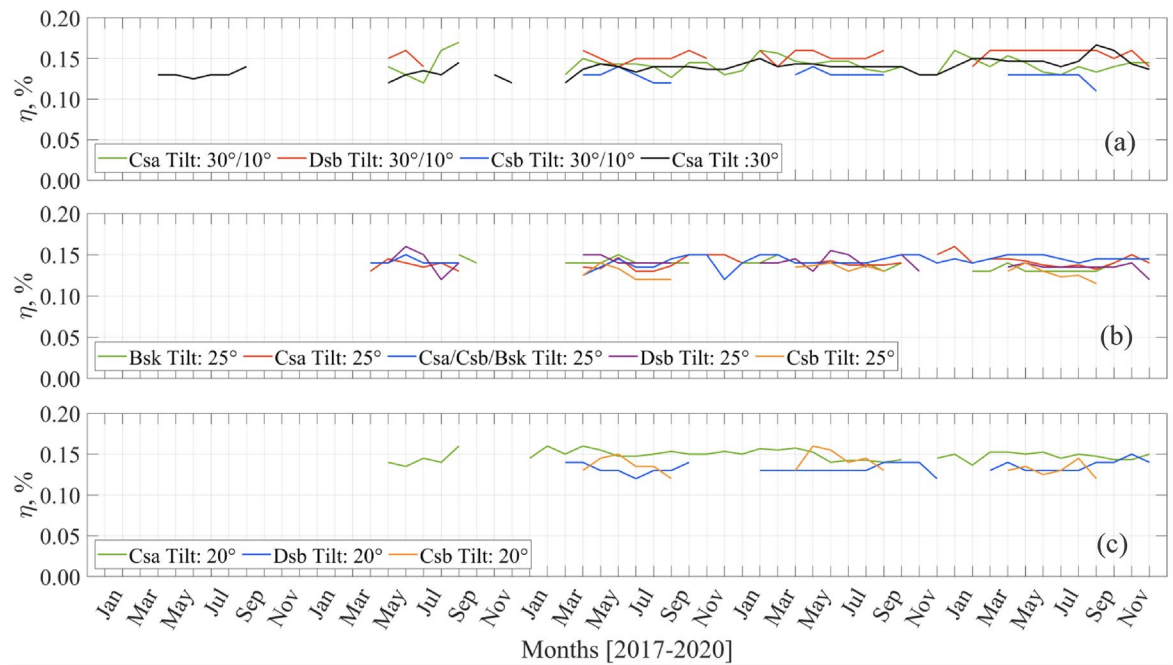 0.20
0.15
0.10
0.05
0.00
η, %
Csa Tilt: 30°/10° Dsb Tilt: 30°/10° Csb Tilt: 30°/10° Csa Tilt :30°
(a)
0.20
0.15
0.10
0.05
0.00
η, %
Bsk Tilt: 25° Csa Tilt: 25° Csa/Csb/Bsk Tilt: 25° Dsb Tilt: 25° Csb Tilt: 25°
(b)
0.20
0.15
0.10
0.05
0.00
η, %
Csa Tilt: 20° Dsb Tilt: 20° Csb Tilt: 20°
(c)
Jan Mar May Jul Sep Nov Jan Mar May Jul Sep Nov Jan Mar May Jul Sep Nov Jan Mar May Jul Sep Nov Jan Mar May Jul Sep Nov
Months [2017-2020]